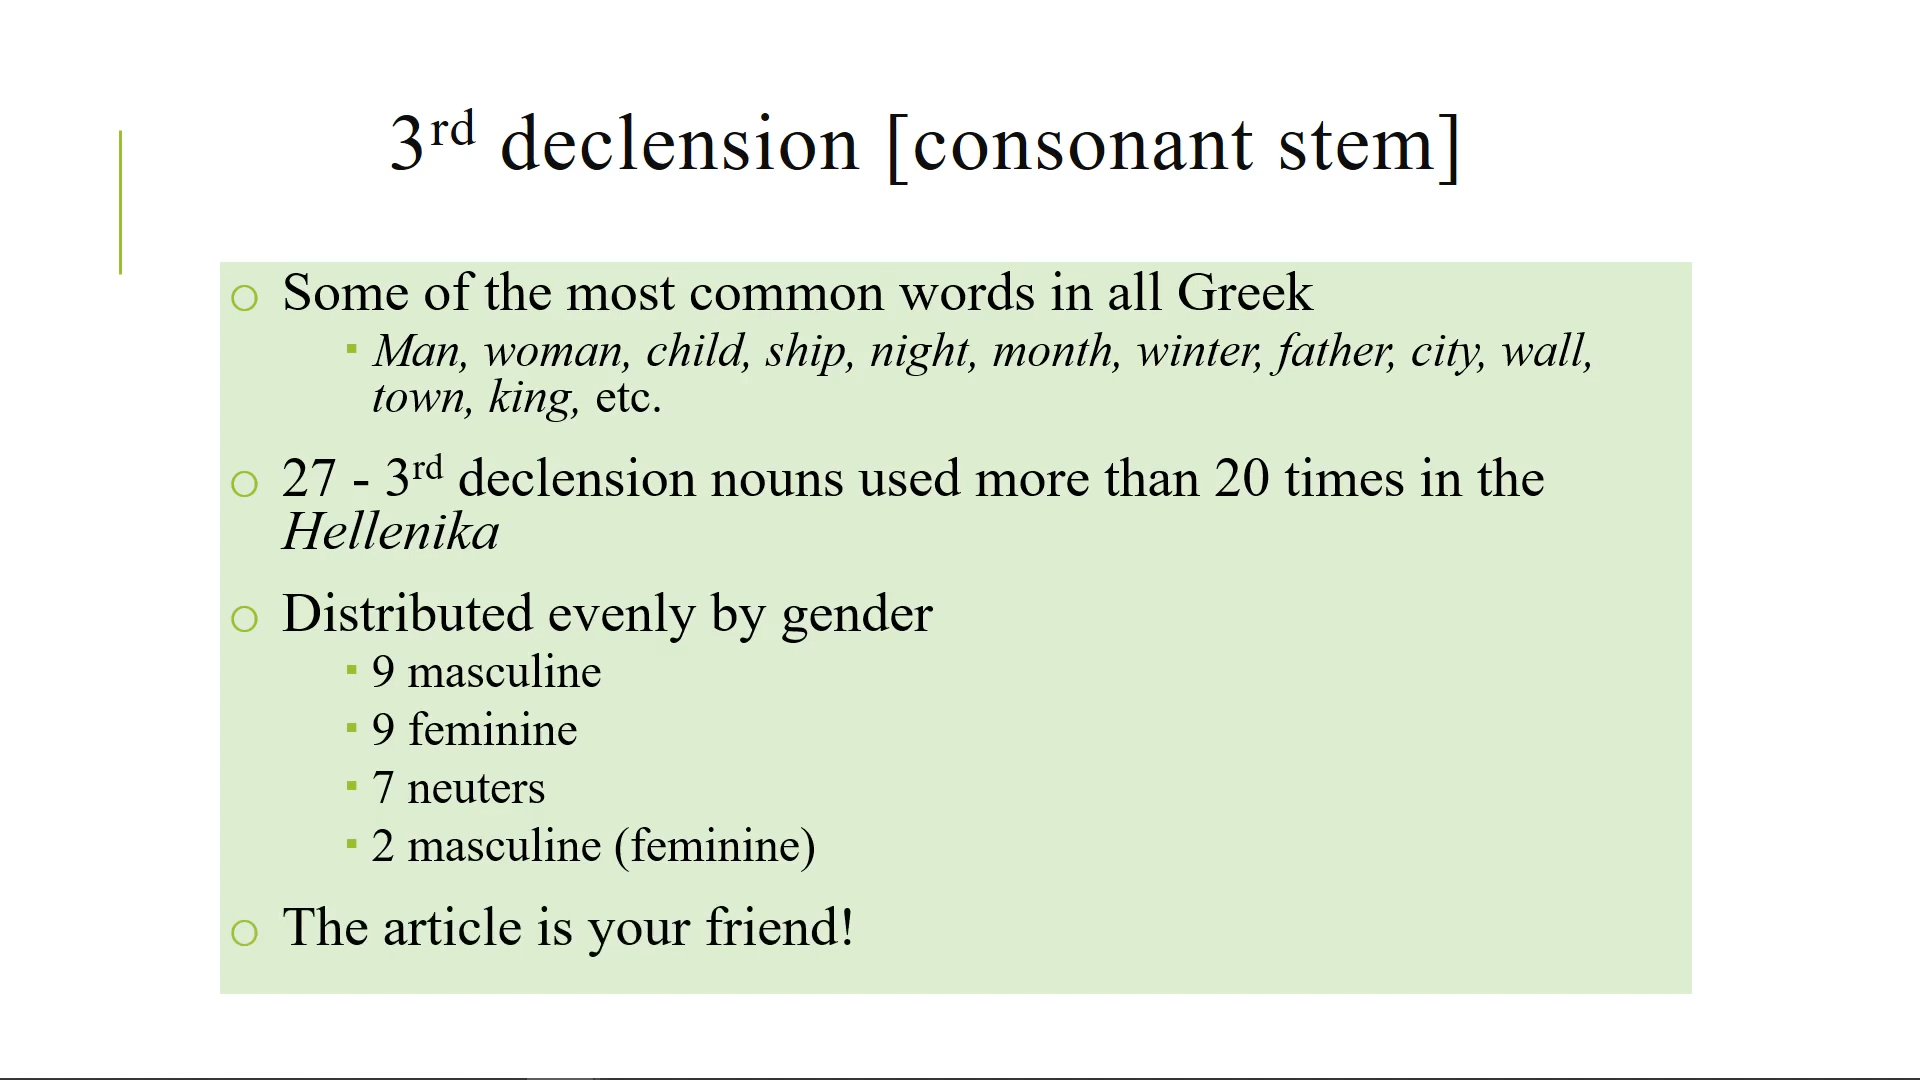 3rd declension [consonant stem]
Some of the most common words in all Greek
Man, woman, child, ship, night, month, winter, father, city, wall,
town, king, etc.
27 - 3rd declension nouns used more than 20 times in the
Hellenika
Distributed evenly by gender
9 masculine
9 feminine
7 neuters
2 masculine (feminine)
The article is your friend!